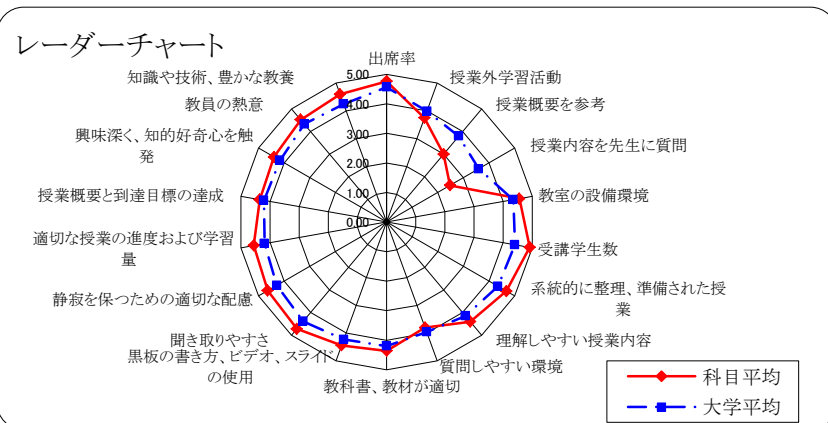 レーダーチャート
出席率
授業外学習活動
授業概要を参考
授業内容を先生に質問
教室の設備環境
受講学生数
系統的に整理、準備された授
業
理解しやすい授業内容
質問しやすい環境
教科書、教材が適切
黒板の書き方、ビデオ、スライド
の使用
聞き取りやすさ
静寂を保つための適切な配慮
適切な授業の進度および学習
量
授業概要と到達目標の達成
興味深く、知的好奇心を触
発
教員の熱意
知識や技術、豊かな教養
5.00
4.00
3.00
2.00
1.00
0.00
科目平均
大学平均